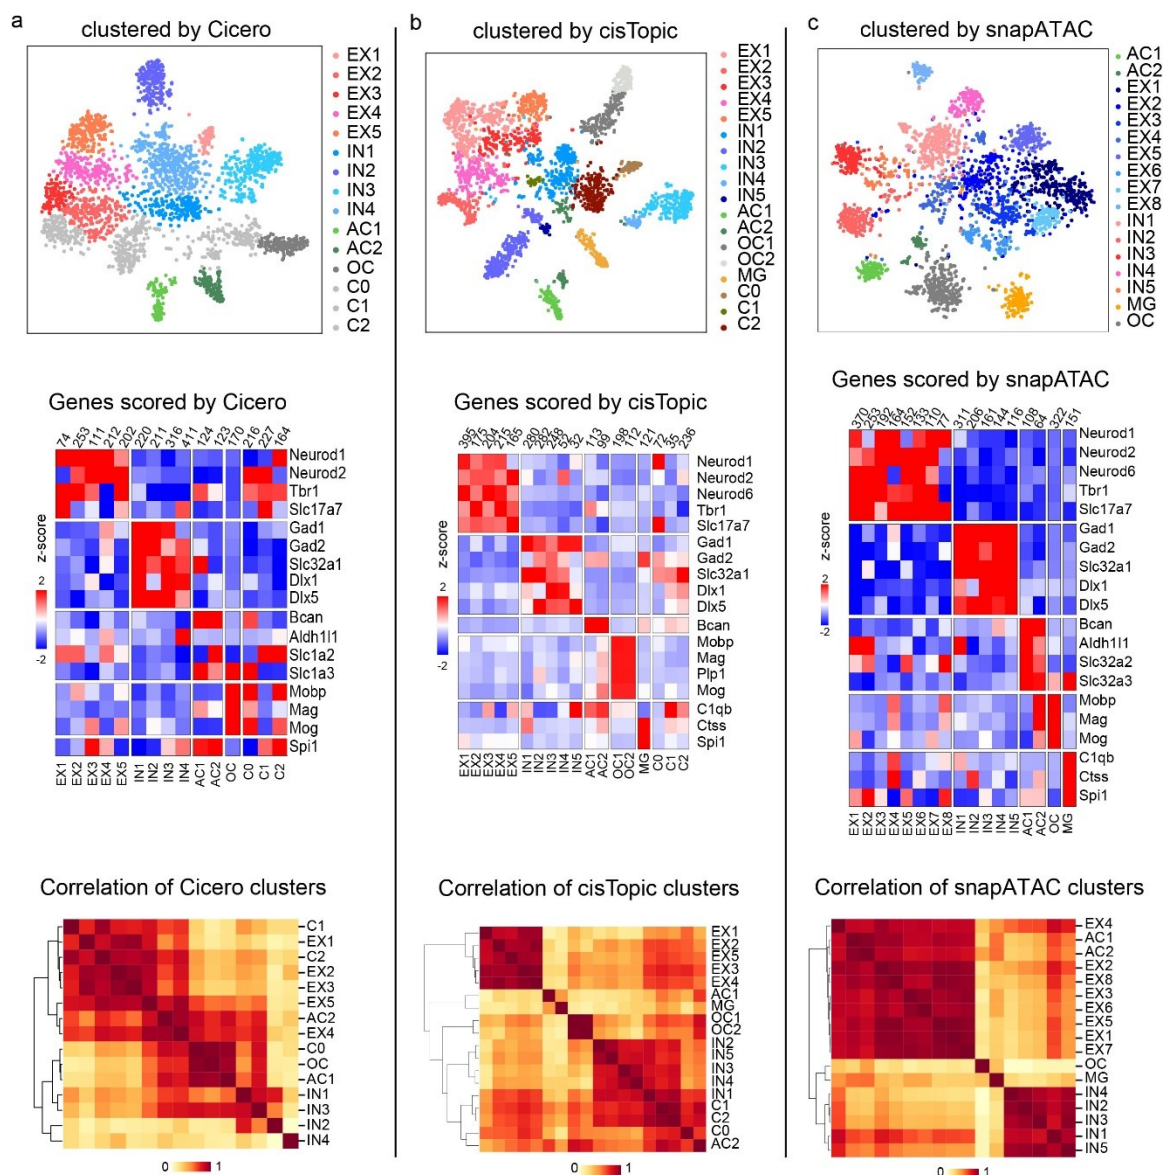 a
clustered by Cicero
EX1
EX2
EX3
EX4
EX5
IN1
IN2
IN3
IN4
AC1
AC2
OC
C0
C1
C2
Genes scored by Cicero
74 253 111 212 202 220 211 316 411 124 123 170 216 227 164
Neurod1
Neurod2
Tbr1
Slc17a7
Gad1
Gad2
Slc32a1
Dlx1
Dlx5
Bcan
Aldh1l1
Slc1a2
Slc1a3
Mobp
Mag
Mog
Spi1
z-score
2
-2
EX1 EX2 EX3 EX4 EX5 IN1 IN2 IN3 IN4 AC1 AC2 OC C0 C1 C2
Correlation of Cicero clusters
C1
EX1
C2
EX2
EX3
EX5
AC2
EX4
C0
OC
AC1
IN1
IN3
IN2
IN4
0 1
b
clustered by cisTopic
EX1
EX2
EX3
EX4
EX5
IN1
IN2
IN3
IN4
IN5
AC1
AC2
OC1
OC2
MG
C0
C1
C2
Genes scored by cisTopic
395 175 204 215 165 280 282 248 113 99 198 112 121 72 236
Neurod1
Neurod2
Neurod6
Tbr1
Slc17a7
Gad1
Gad2
Slc32a1
Dlx1
Dlx5
Bcan
Mobp
Mag
Plp1
Mog
C1qb
Ctss
Spi1
z-score
2
-2
EX1 EX2 EX3 EX4 EX5 IN1 IN2 IN3 IN4 IN5 AC1 AC2 OC1 OC2 MG C0 C1 C2
Correlation of cisTopic clusters
EX1
EX2
EX5
EX3
EX4
AC1
MG
OC1
OC2
IN2
IN5
IN3
IN4
IN1
C1
C2
C0
AC2
0 1
c
clustered by snapATAC
AC1
AC2
EX1
EX2
EX3
EX4
EX5
EX6
EX7
EX8
IN1
IN2
IN3
IN4
IN5
MG
OC
Genes scored by snapATAC
370 253 192 164 152 133 110 77 311 206 161 144 116 108 64 322 151
Neurod1
Neurod2
Neurod6
Tbr1
Slc17a7
Gad1
Gad2
Slc32a1
Dlx1
Dlx5
Bcan
Aldh1l1
Slc32a2
Slc32a3
Mobp
Mag
Mog
C1qb
Ctss
Spi1
z-score
2
-2
EX1 EX2 EX3 EX4 EX5 EX6 EX7 EX8 IN1 IN2 IN3 IN4 IN5 AC1 AC2 OC MG
Correlation of snapATAC clusters
EX4
AC1
AC2
EX2
EX8
EX3
EX6
EX5
EX1
EX7
OC
MG
IN4
IN2
IN3
IN1
IN5
0 1